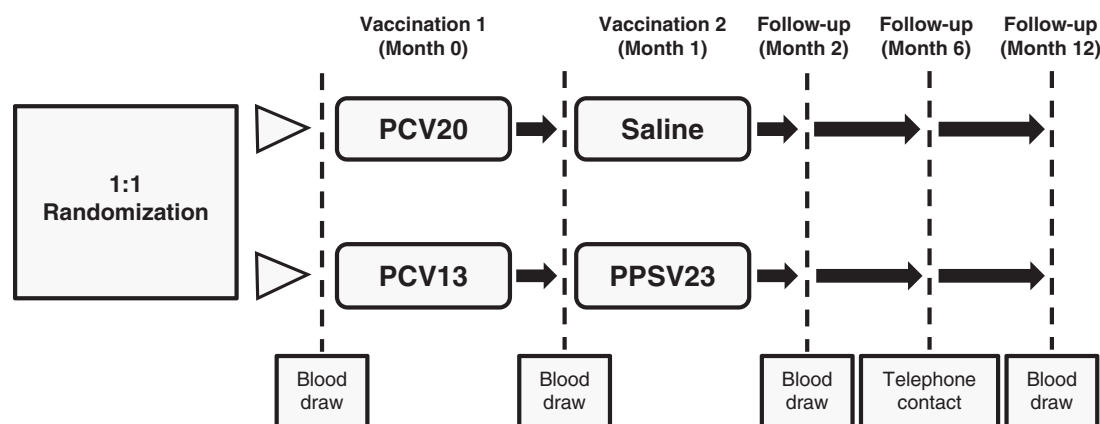 Vaccination 1
(Month 0)
Vaccination 2
(Month 1)
Follow-up
(Month 2)
Follow-up
(Month 6)
Follow-up
(Month 12)
1:1
Randomization
PCV20
Saline
PCV13
PPSV23
Blood
draw
Blood
draw
Blood
draw
Telephone
contact
Blood
draw